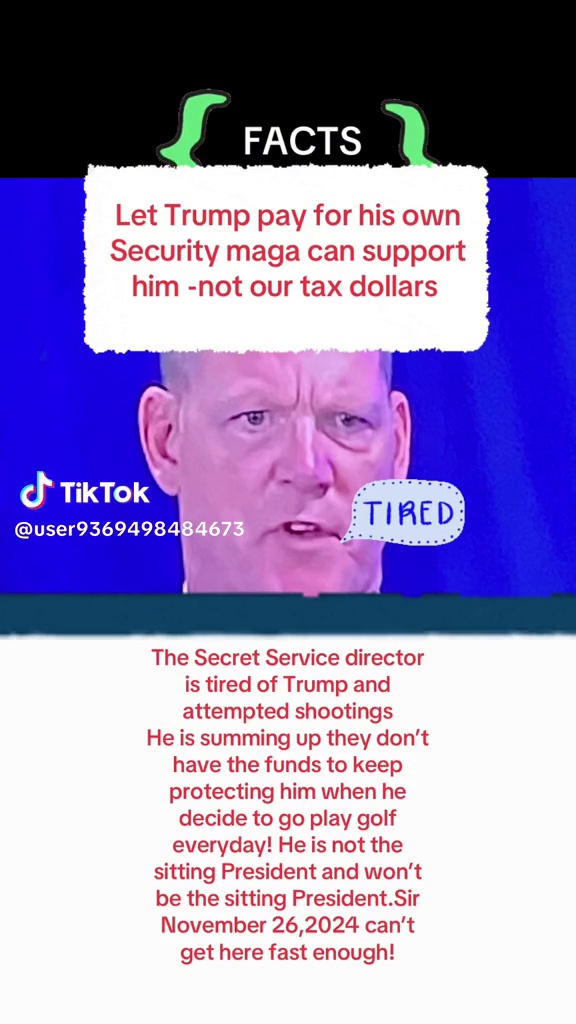 FACTS
Let Trump pay for his own
Security maga can support
him -not our tax dollars
TikTok
@user9369498484673
TIRED
The Secret Service director
is tired of Trump and
attempted shootings
He is summing up they don't
have the funds to keep
protecting him when he
decide to go play golf
everyday! He is not the
sitting President and won't
be the sitting President.Sir
November 26,2024 can't
get here fast enough!